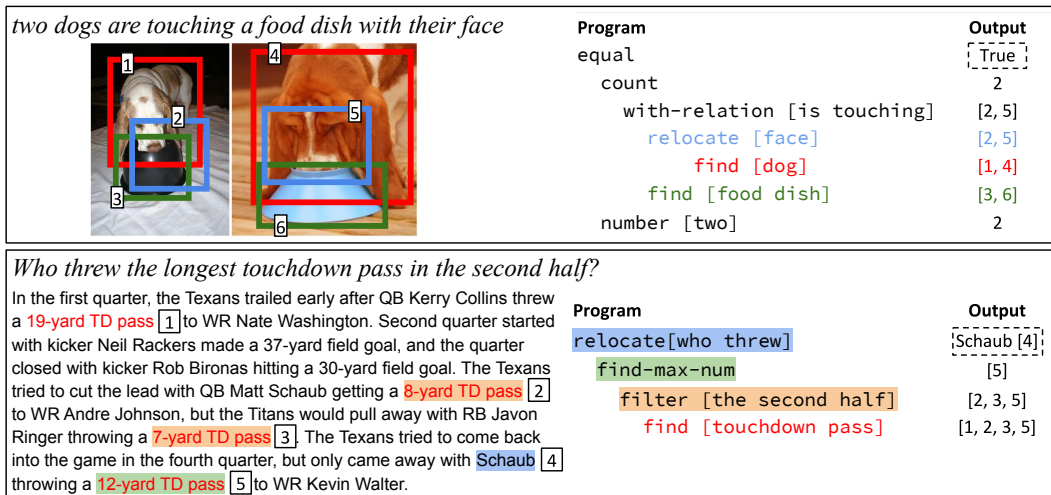 two dogs are touching a food dish with their face
1
2
3
4
5
6
Program Output
equal True
count 2
with-relation [is touching] [2, 5]
relocate [face] [2, 5]
find [dog] [1, 4]
find [food dish] [3, 6]
number [two] 2
Who threw the longest touchdown pass in the second half?
In the first quarter, the Texans trailed early after QB Kerry Collins threw
a 19-yard TD pass 1 to WR Nate Washington. Second quarter started
with kicker Neil Rackers made a 37-yard field goal, and the quarter
closed with kicker Rob Bironas hitting a 30-yard field goal. The Texans
tried to cut the lead with QB Matt Schaub getting a 8-yard TD pass 2
to WR Andre Johnson, but the Titans would pull away with RB Javon
Ringer throwing a 7-yard TD pass 3. The Texans tried to come back
into the game in the fourth quarter, but only came away with Schaub 4
throwing a 12-yard TD pass 5 to WR Kevin Walter.
Program Output
relocate[who threw] Schaub [4]
find-max-num [5]
filter [the second half] [2, 3, 5]
find [touchdown pass] [1, 2, 3, 5]